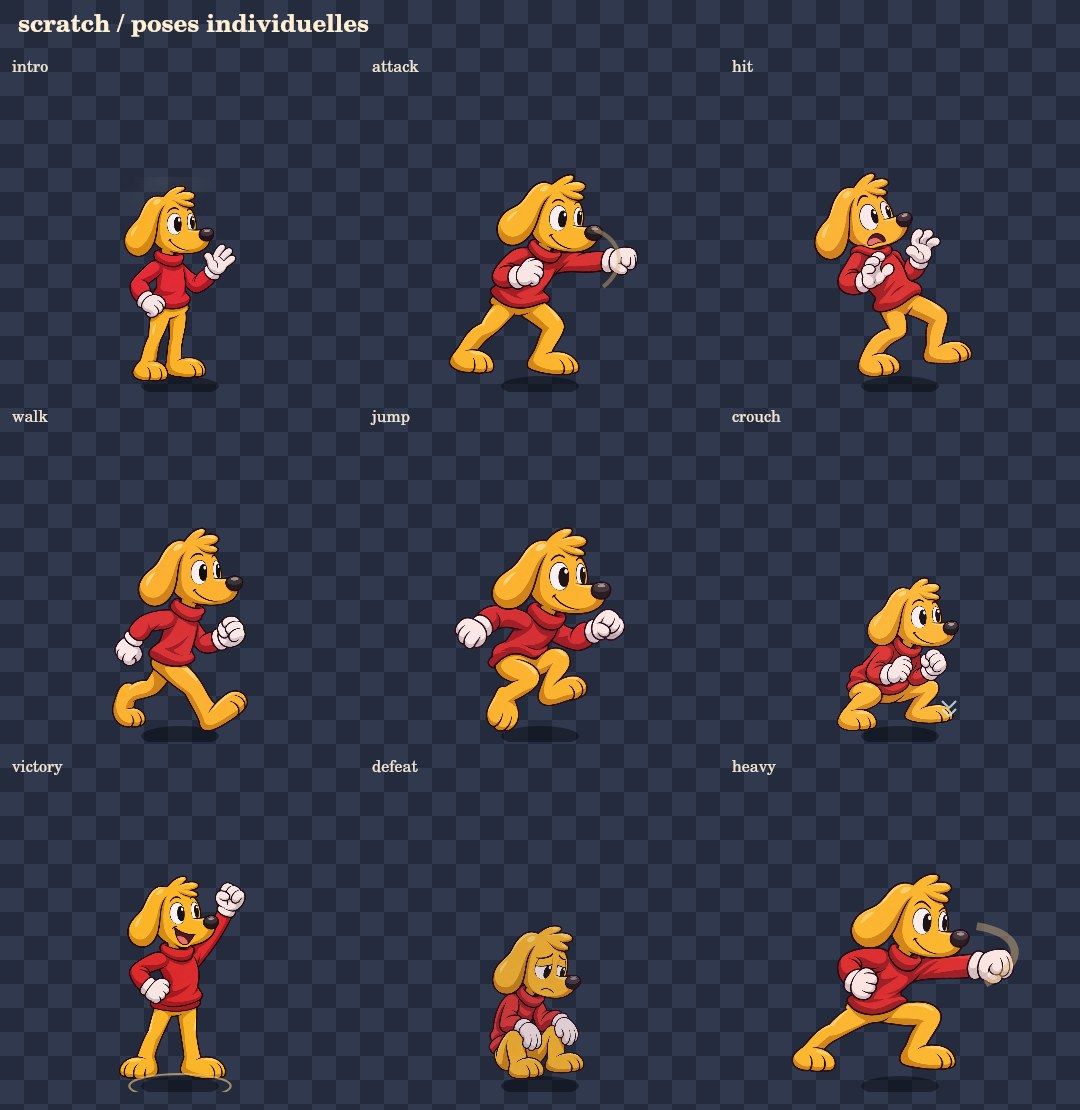 scratch / poses individuelles
intro
attack
hit
walk
jump
crouch
victory
defeat
heavy